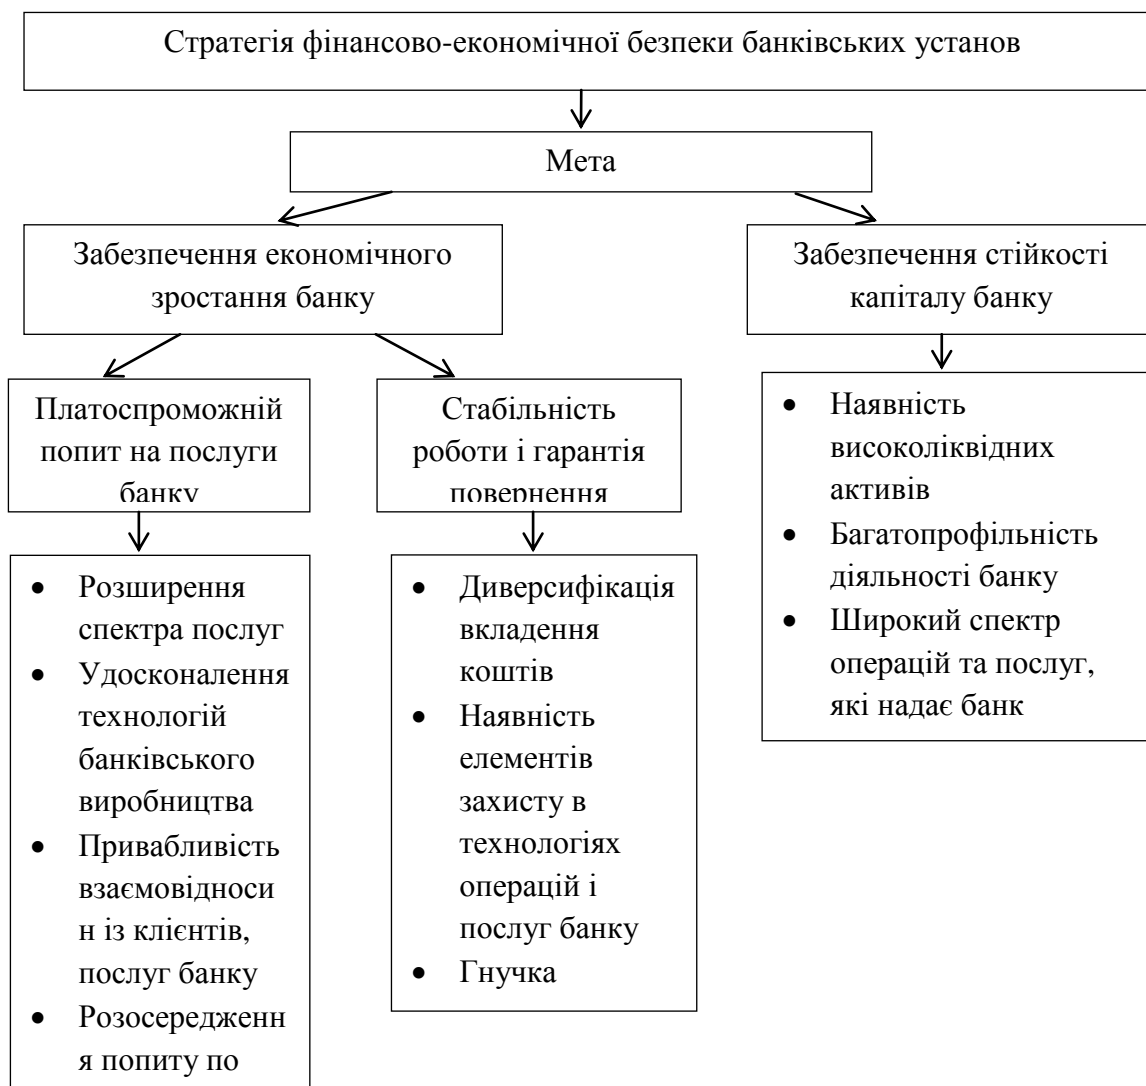 Стратегія фінансово-економічної безпеки банківських установ
Мета
Забезпечення економічного
зростання банку
Забезпечення стійкості
капіталу банку
Платоспроможній
попит на послуги
банку
Стабільність
роботи і гарантія
повернення
• Наявність
високоліквідних
активів
• Багатопрофільність
діяльності банку
• Широкий спектр
операцій та послуг,
які надає банк
• Розширення
спектра послуг
• Удосконалення
технологій
банківського
виробництва
• Привабливість
взаємовідноси
н із клієнтів,
послуг банку
• Розосередженн
я попиту по
• Диверсифікація
вкладення
коштів
• Наявність
елементів
захисту в
технологіях
операцій і
послуг банку
• Гнучка